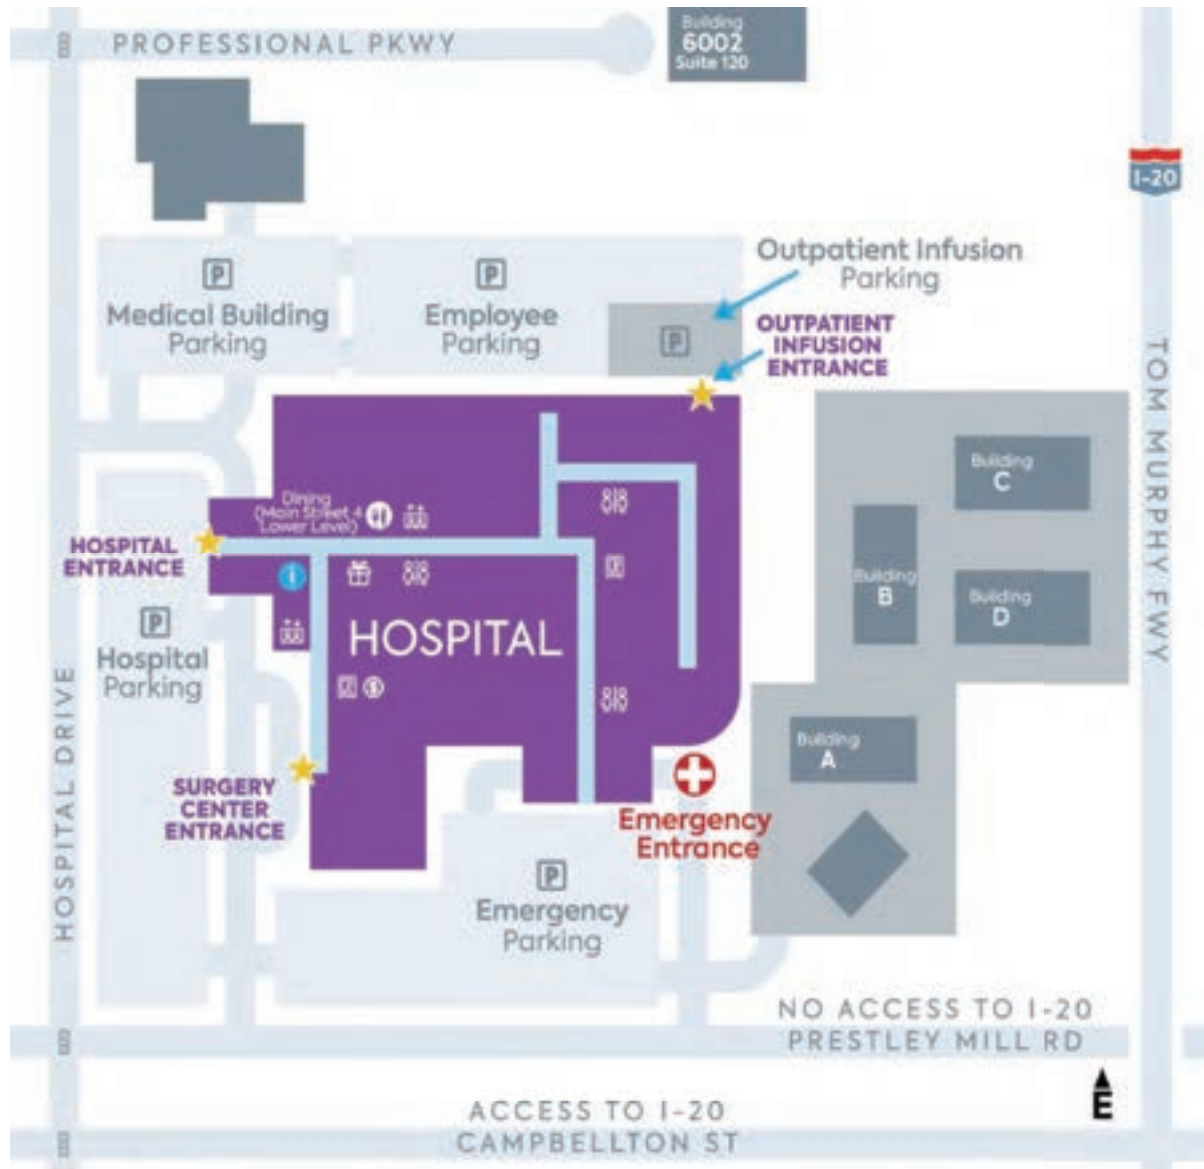 PROFESSIONAL PKWY
Building
6002
Suite 120
I-20
Outpatient Infusion
Parking
P
Medical Building
Parking
P
Employee
Parking
P
OUTPATIENT
INFUSION
ENTRANCE
TOM MURPHY FWY
Dining
(Main Street 4
Lower Level)
HOSPITAL
ENTRANCE
i
HOSPITAL
P
Hospital
Parking
HOSPITAL DRIVE
Building
C
Building
B
Building
D
Building
A
SURGERY
CENTER
ENTRANCE
Emergency
Entrance
P
Emergency
Parking
NO ACCESS TO I-20
PRESTLEY MILL RD
E
ACCESS TO I-20
CAMPBELLTON ST